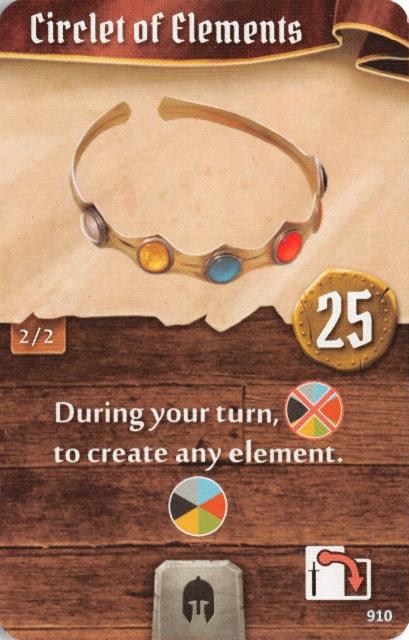 Circlet of Elements
25
2/2
During your turn,
to create any element.
910